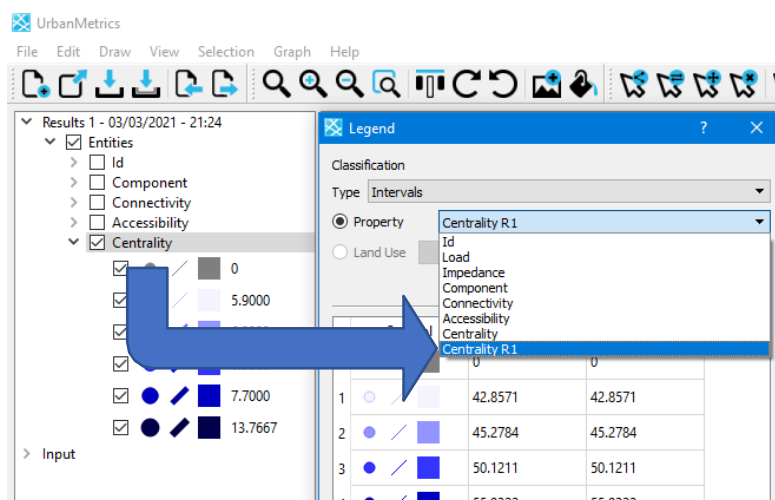 UrbanMetrics
File Edit Draw View Selection Graph Help
Results 1 - 03/03/2021 - 21:24
Entities
Id
Component
Connectivity
Accessibility
Centrality
0
5.9000
7.7000
13.7667
Input
Legend ?
Classification
Type Intervals
Property Centrality R1
Land Use
Id
Load
Impedance
Component
Connectivity
Accessibility
Centrality
Centrality R1
0 0
1 42.8571 42.8571
2 45.2784 45.2784
3 50.1211 50.1211